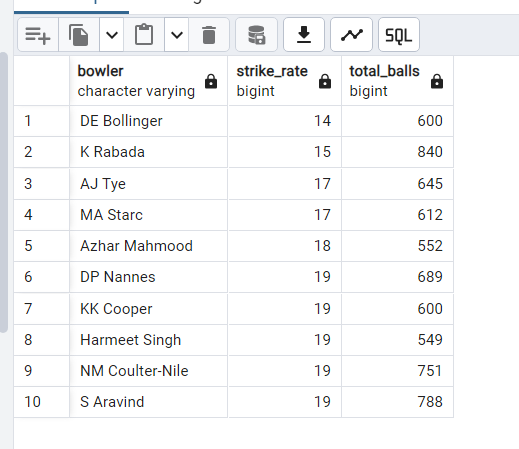 SQL
bowler strike_rate total_balls
character varying bigint bigint
1 DE Bollinger 14 600
2 K Rabada 15 840
3 AJ Tye 17 645
4 MA Starc 17 612
5 Azhar Mahmood 18 552
6 DP Nannes 19 689
7 KK Cooper 19 600
8 Harmeet Singh 19 549
9 NM Coulter-Nile 19 751
10 S Aravind 19 788